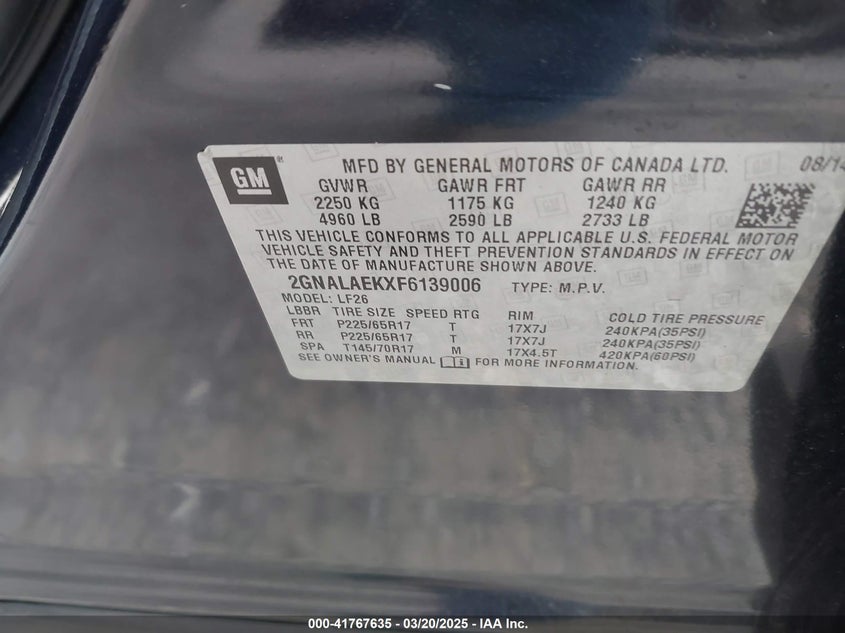 GM
MFD BY GENERAL MOTORS OF CANADA LTD. 08/14
GVWR GAWR FRT GAWR RR
2250 KG 1175 KG 1240 KG
4960 LB 2590 LB 2733 LB
THIS VEHICLE CONFORMS TO ALL APPLICABLE U.S. FEDERAL MOTOR
VEHICLE SAFETY AND THEFT PREVENTION STANDARDS IN EFFECT ON
THE DATE OF MANUFACTURE SHOWN ABOVE.
2GNALAEKXF6139006 TYPE: M.P.V.
MODEL: LF26
LBBR TIRE SIZE SPEED RTG RIM COLD TIRE PRESSURE
FRT P225/65R17 T 17X7J 240KPA(35PSI)
RR P225/65R17 T 17X7J 240KPA(35PSI)
SPA T145/70R17 M 17X4.5T 420KPA(60PSI)
SEE OWNER'S MANUAL FOR MORE INFORMATION
000-41767635 / 03/20/2025 - IAA Inc.